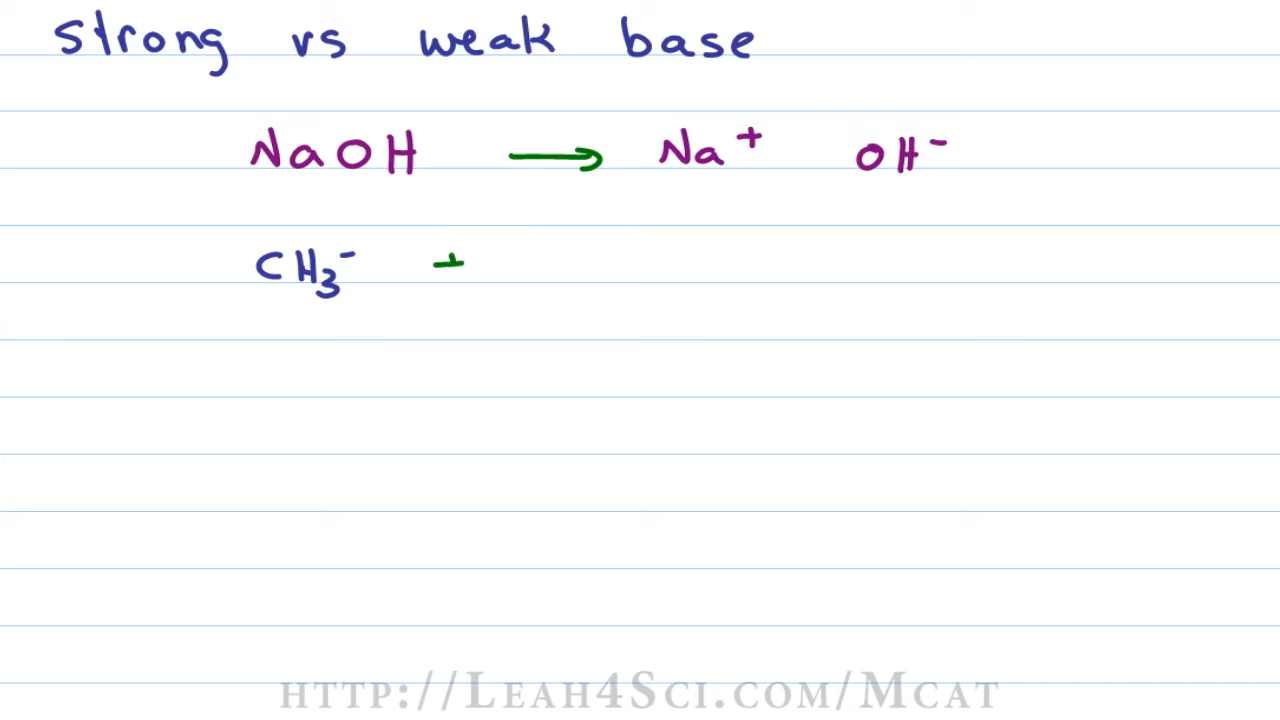 strong vs weak base
NaOH → Na⁺ OH⁻
CH₃⁻ +
HTTP://LEAH4SCI.COM/MCAT